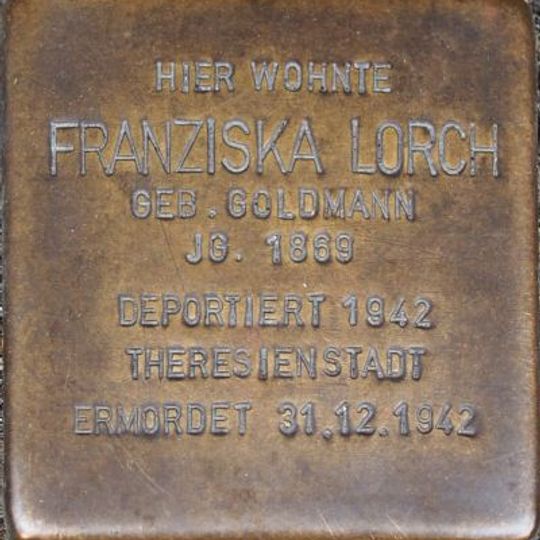 HIER WOHNTE
FRANZISKA LORCH
GEB. GOLDMANN
JG. 1869
DEPORTIERT 1942
THERESIENSTADT
ERMORDET 31.12.1942